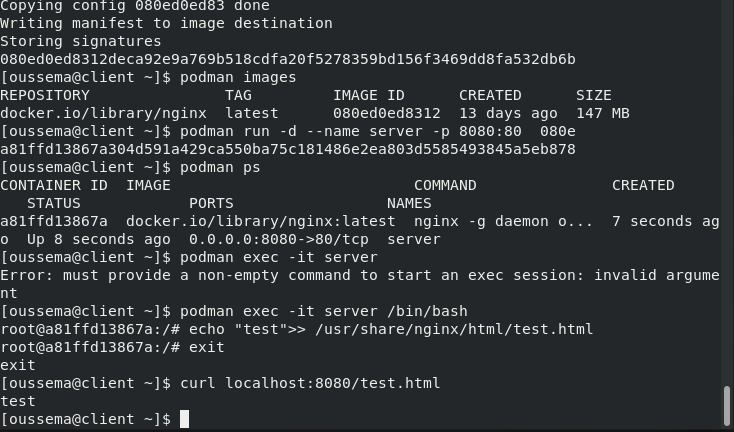 Copying config 080ed0ed83 done
Writing manifest to image destination
Storing signatures
080ed0ed8312deca92e9a769b518cdfa20f5278359bd156f3469dd8fa532db6b
[oussema@client ~]$ podman images
REPOSITORY               TAG         IMAGE ID      CREATED      SIZE
docker.io/library/nginx  latest      080ed0ed8312  13 days ago  147 MB
[oussema@client ~]$ podman run -d --name server -p 8080:80  080e
a81ffd13867a304d591a429ca550ba75c181486e2ea803d5585493845a5eb878
[oussema@client ~]$ podman ps
CONTAINER ID  IMAGE                           COMMAND               CREATED
   STATUS            PORTS                 NAMES
a81ffd13867a  docker.io/library/nginx:latest  nginx -g daemon o...  7 seconds ag
o  Up 8 seconds ago  0.0.0.0:8080->80/tcp  server
[oussema@client ~]$ podman exec -it server
Error: must provide a non-empty command to start an exec session: invalid argume
nt
[oussema@client ~]$ podman exec -it server /bin/bash
root@a81ffd13867a:/# echo "test">> /usr/share/nginx/html/test.html
root@a81ffd13867a:/# exit
exit
[oussema@client ~]$ curl localhost:8080/test.html
test
[oussema@client ~]$